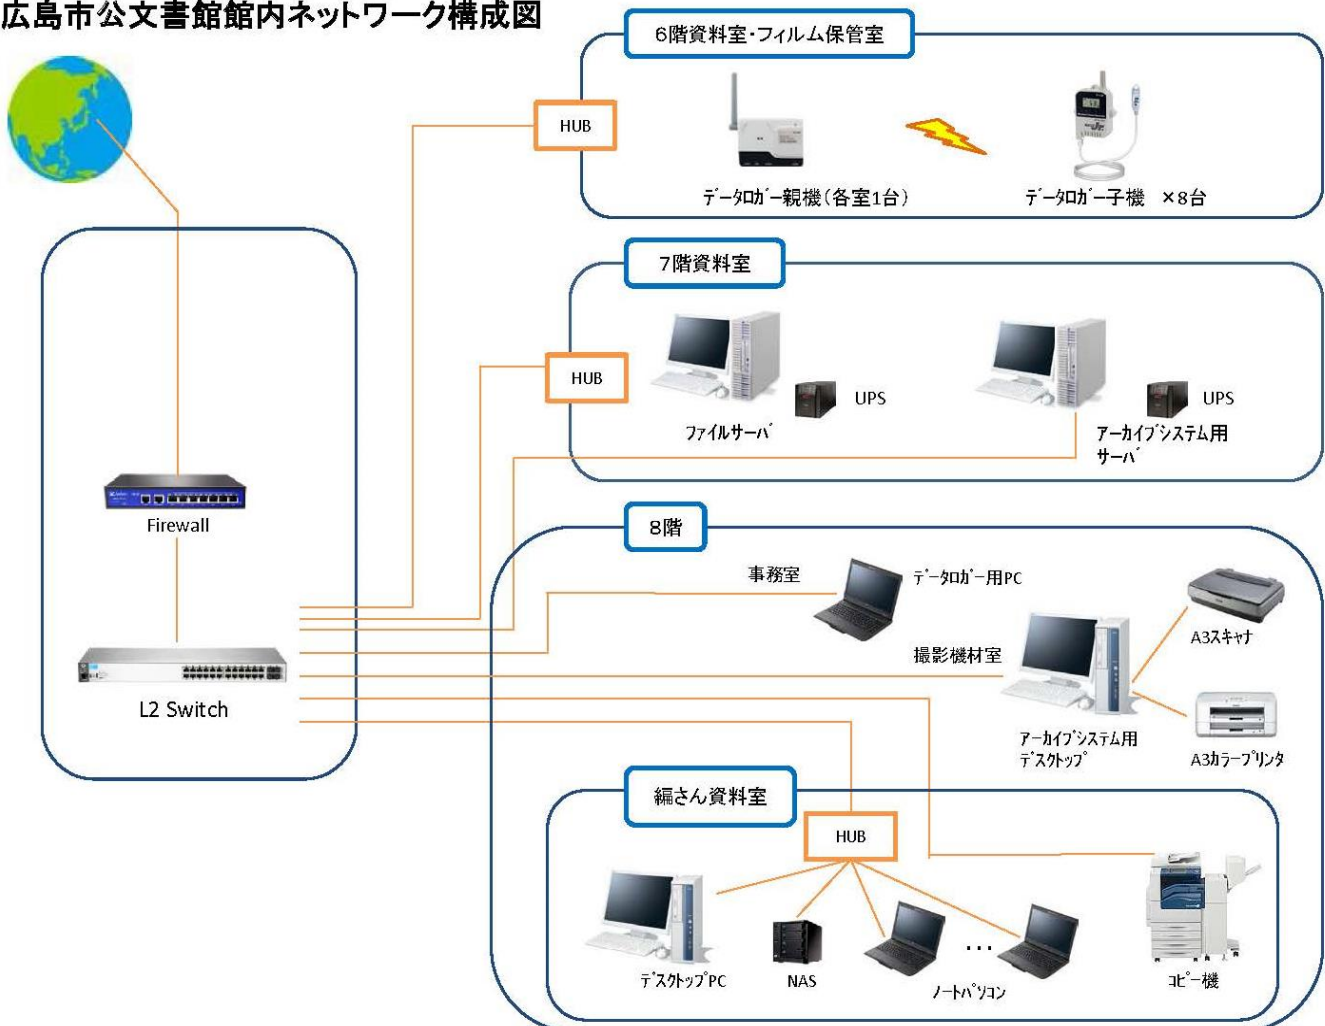 広島市公文書館館内ネットワーク構成図
6階資料室・フィルム保管室
HUB
ﾃﾞｰﾀﾛｶﾞｰ親機(各室1台)
ﾃﾞｰﾀﾛｶﾞｰ子機 ×8台
7階資料室
HUB
UPS
ﾌｧｲﾙｻｰﾊﾞ
UPS
ｱｰｶｲﾌﾞｼｽﾃﾑ用
ｻｰﾊﾞ
Firewall
L2 Switch
8階
事務室
ﾃﾞｰﾀﾛｶﾞｰ用PC
A3ｽｷｬﾅ
撮影機材室
ｱｰｶｲﾌﾞｼｽﾃﾑ用
ﾃﾞｽｸﾄｯﾌﾟ
A3ｶﾗｰﾌﾟﾘﾝﾀ
編さん資料室
HUB
ﾃﾞｽｸﾄｯﾌﾟPC
NAS
...
ﾉｰﾄﾊﾟｿｺﾝ
ｺﾋﾟｰ機